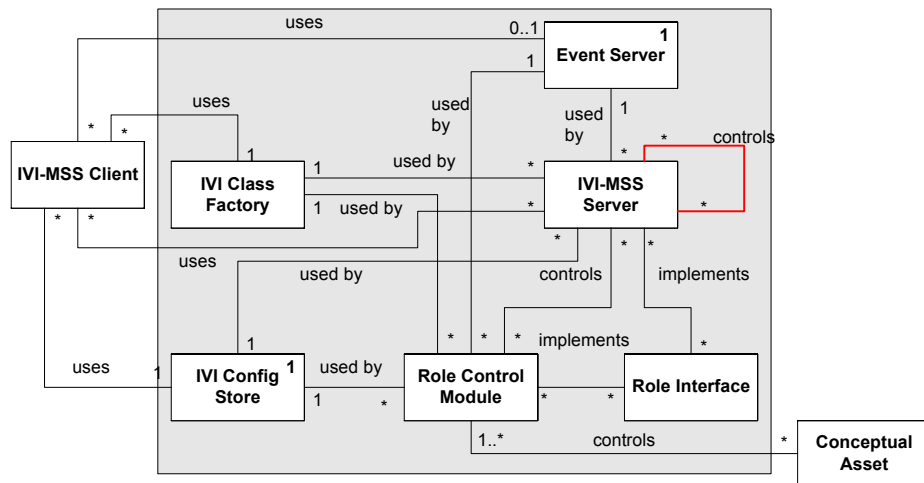 uses
0..1
1
Event Server
1
used
by
1
used
by
uses
*
*
*
*
controls
IVI-MSS Client
1
1
used by
*
IVI Class
Factory
IVI-MSS
Server
*
*
1
used by
*
*
*
*
*
uses
used by
controls
implements
1
*
*
*
implements
*
uses
1
IVI Config
Store
1
used by
Role Control
Module
Role Interface
1
*
*
*
1..*
controls
*
Conceptual
Asset